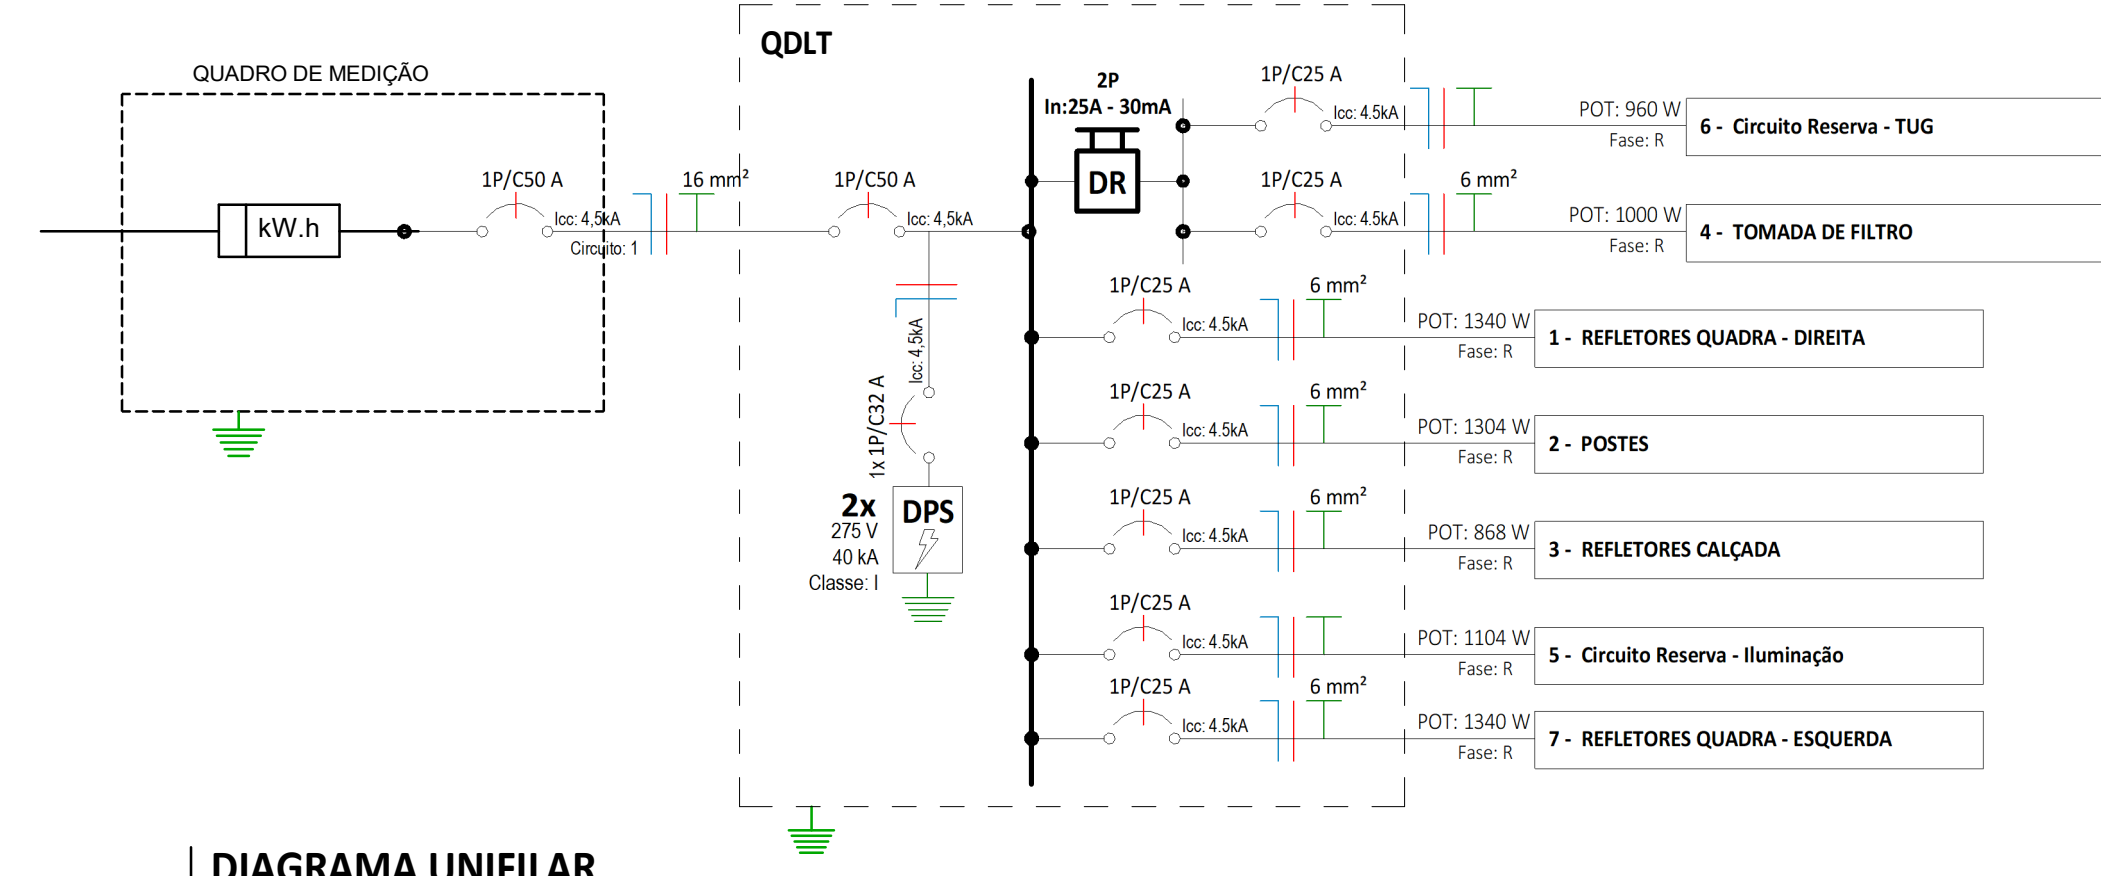 QDLT
QUADRO DE MEDIÇÃO
kW.h
1P/C50 A
Icc: 4,5kA
Circuito: 1
16 mm²
1P/C50 A
Icc: 4,5kA
Icc: 4,5kA
1x 1P/C32 A
2x
275 V
40 kA
Classe: I
DPS
2P
In:25A - 30mA
DR
1P/C25 A
Icc: 4.5kA
POT: 960 W
Fase: R
6 - Circuito Reserva - TUG
1P/C25 A
Icc: 4.5kA
6 mm²
POT: 1000 W
Fase: R
4 - TOMADA DE FILTRO
1P/C25 A
Icc: 4.5kA
6 mm²
POT: 1340 W
Fase: R
1 - REFLETORES QUADRA - DIREITA
1P/C25 A
Icc: 4.5kA
6 mm²
POT: 1304 W
Fase: R
2 - POSTES
1P/C25 A
Icc: 4.5kA
6 mm²
POT: 868 W
Fase: R
3 - REFLETORES CALÇADA
1P/C25 A
Icc: 4.5kA
POT: 1104 W
Fase: R
5 - Circuito Reserva - Iluminação
1P/C25 A
Icc: 4.5kA
6 mm²
POT: 1340 W
Fase: R
7 - REFLETORES QUADRA - ESQUERDA
DIAGRAMA UNIFILAR